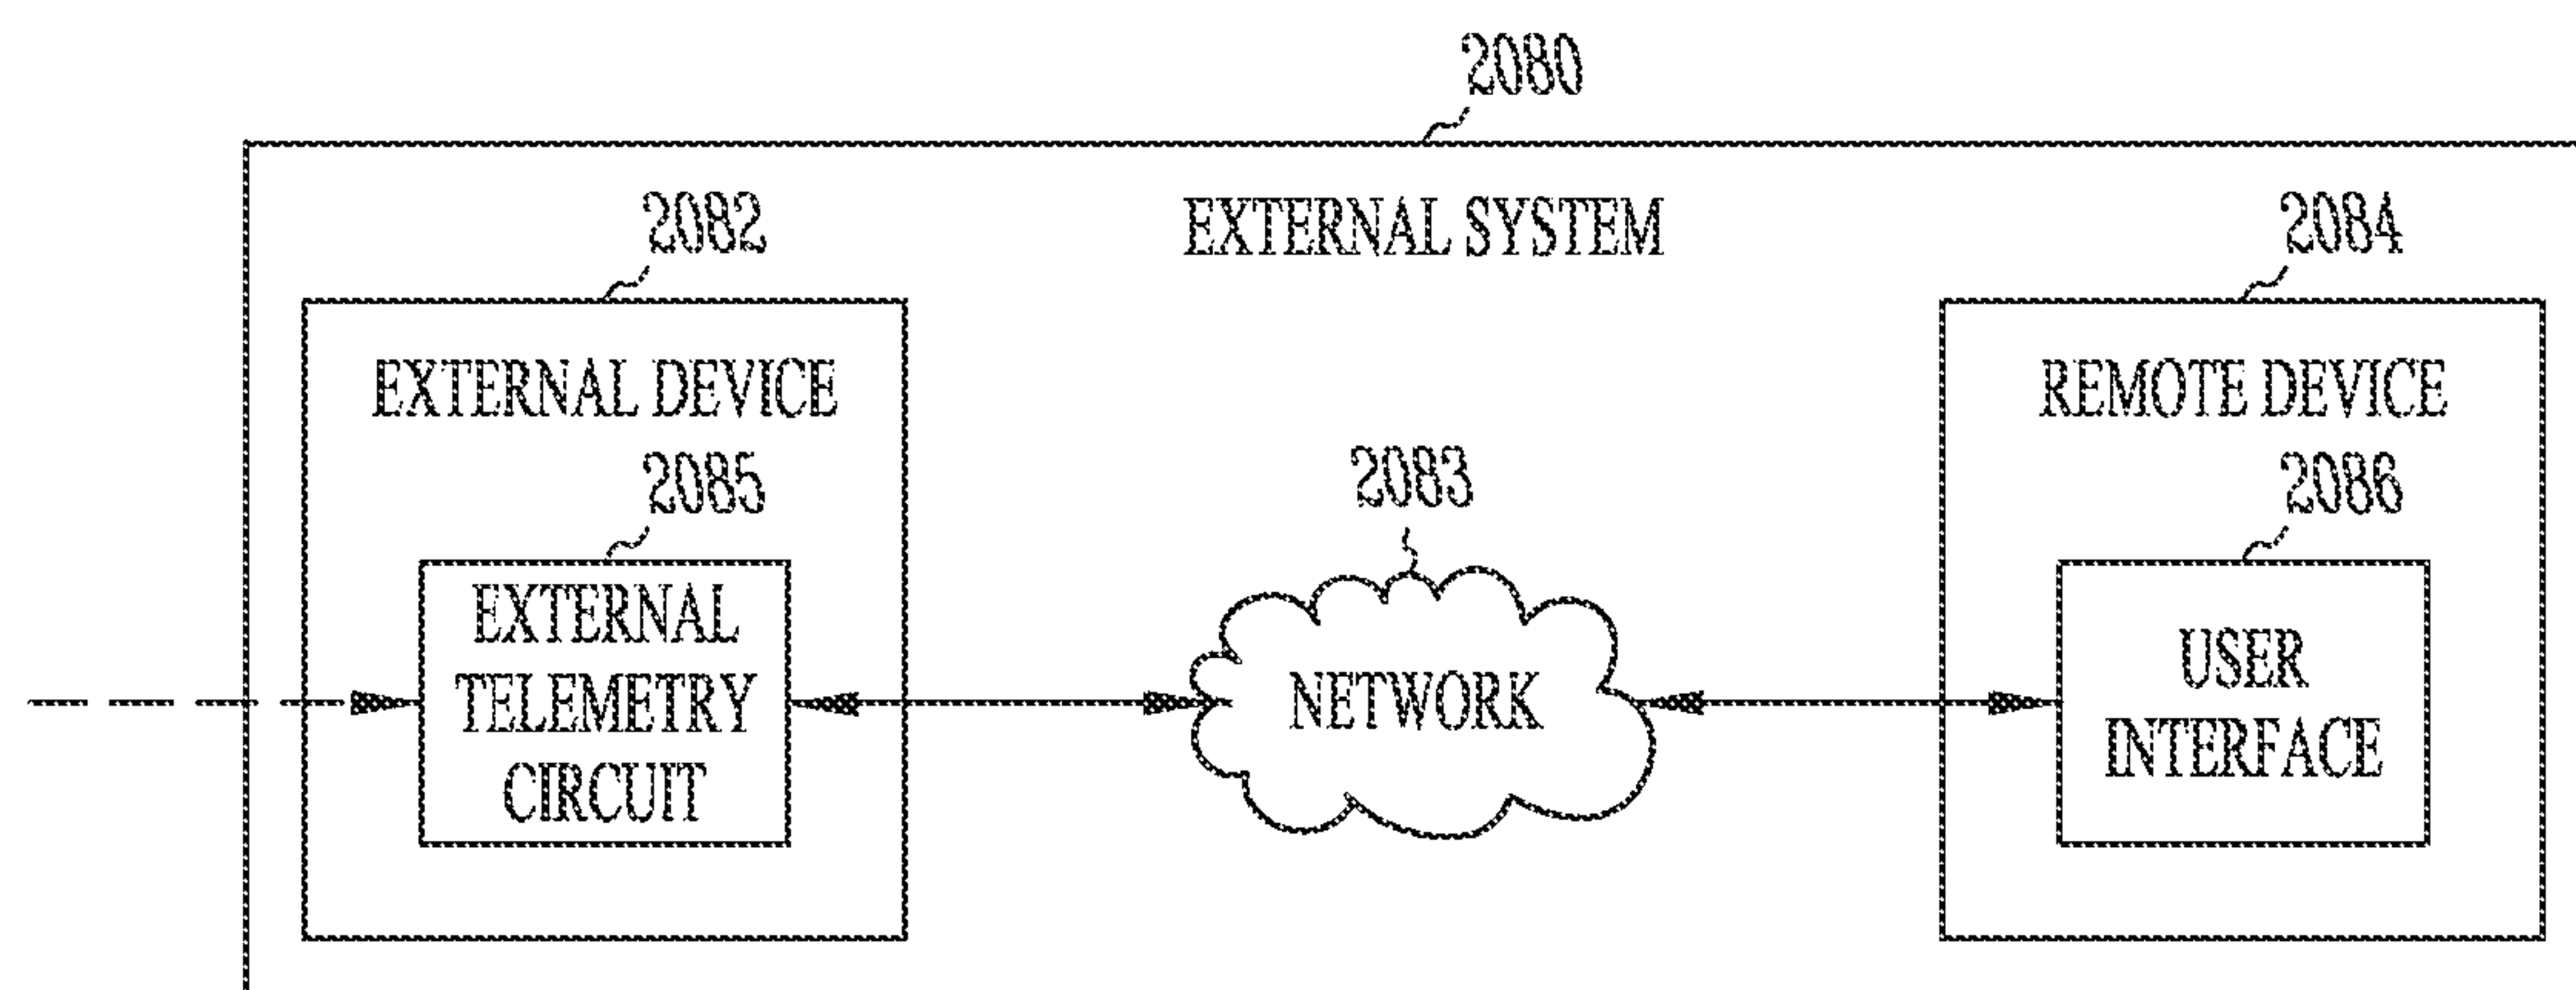 2080
EXTERNAL SYSTEM
2082
EXTERNAL DEVICE
2085
EXTERNAL
TELEMETRY
CIRCUIT
2083
NETWORK
2084
REMOTE DEVICE
2086
USER
INTERFACE